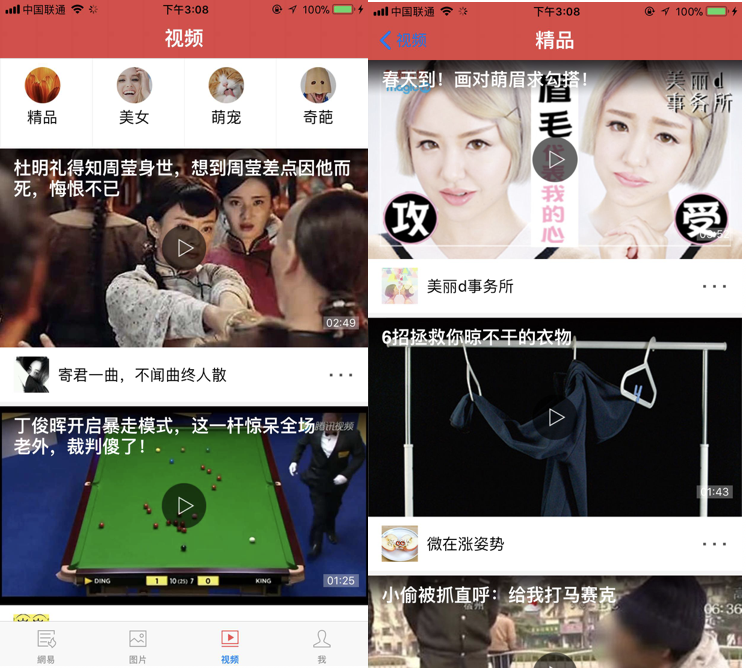 中国联通
下午3:08
100%
视频
精品
美女
萌宠
奇葩
杜明礼得知周莹身世，想到周莹差点因他而
死，悔恨不已
02:49
寄君一曲，不闻曲终人散
丁俊晖开启暴走模式，这一杆惊呆全场
老外，裁判傻了！
腾讯视频
DING
1
10(25)
7
0
KING
01:25
網易
图片
视频
我
中国联通
下午3:08
100%
视频
精品
春天到！画对萌眉求勾搭！
美丽d
事务所
眉毛
我的心
攻
受
美丽d事务所
6招拯救你晾不干的衣物
01:43
微在涨姿势
小偷被抓直呼：给我打马赛克
06:36